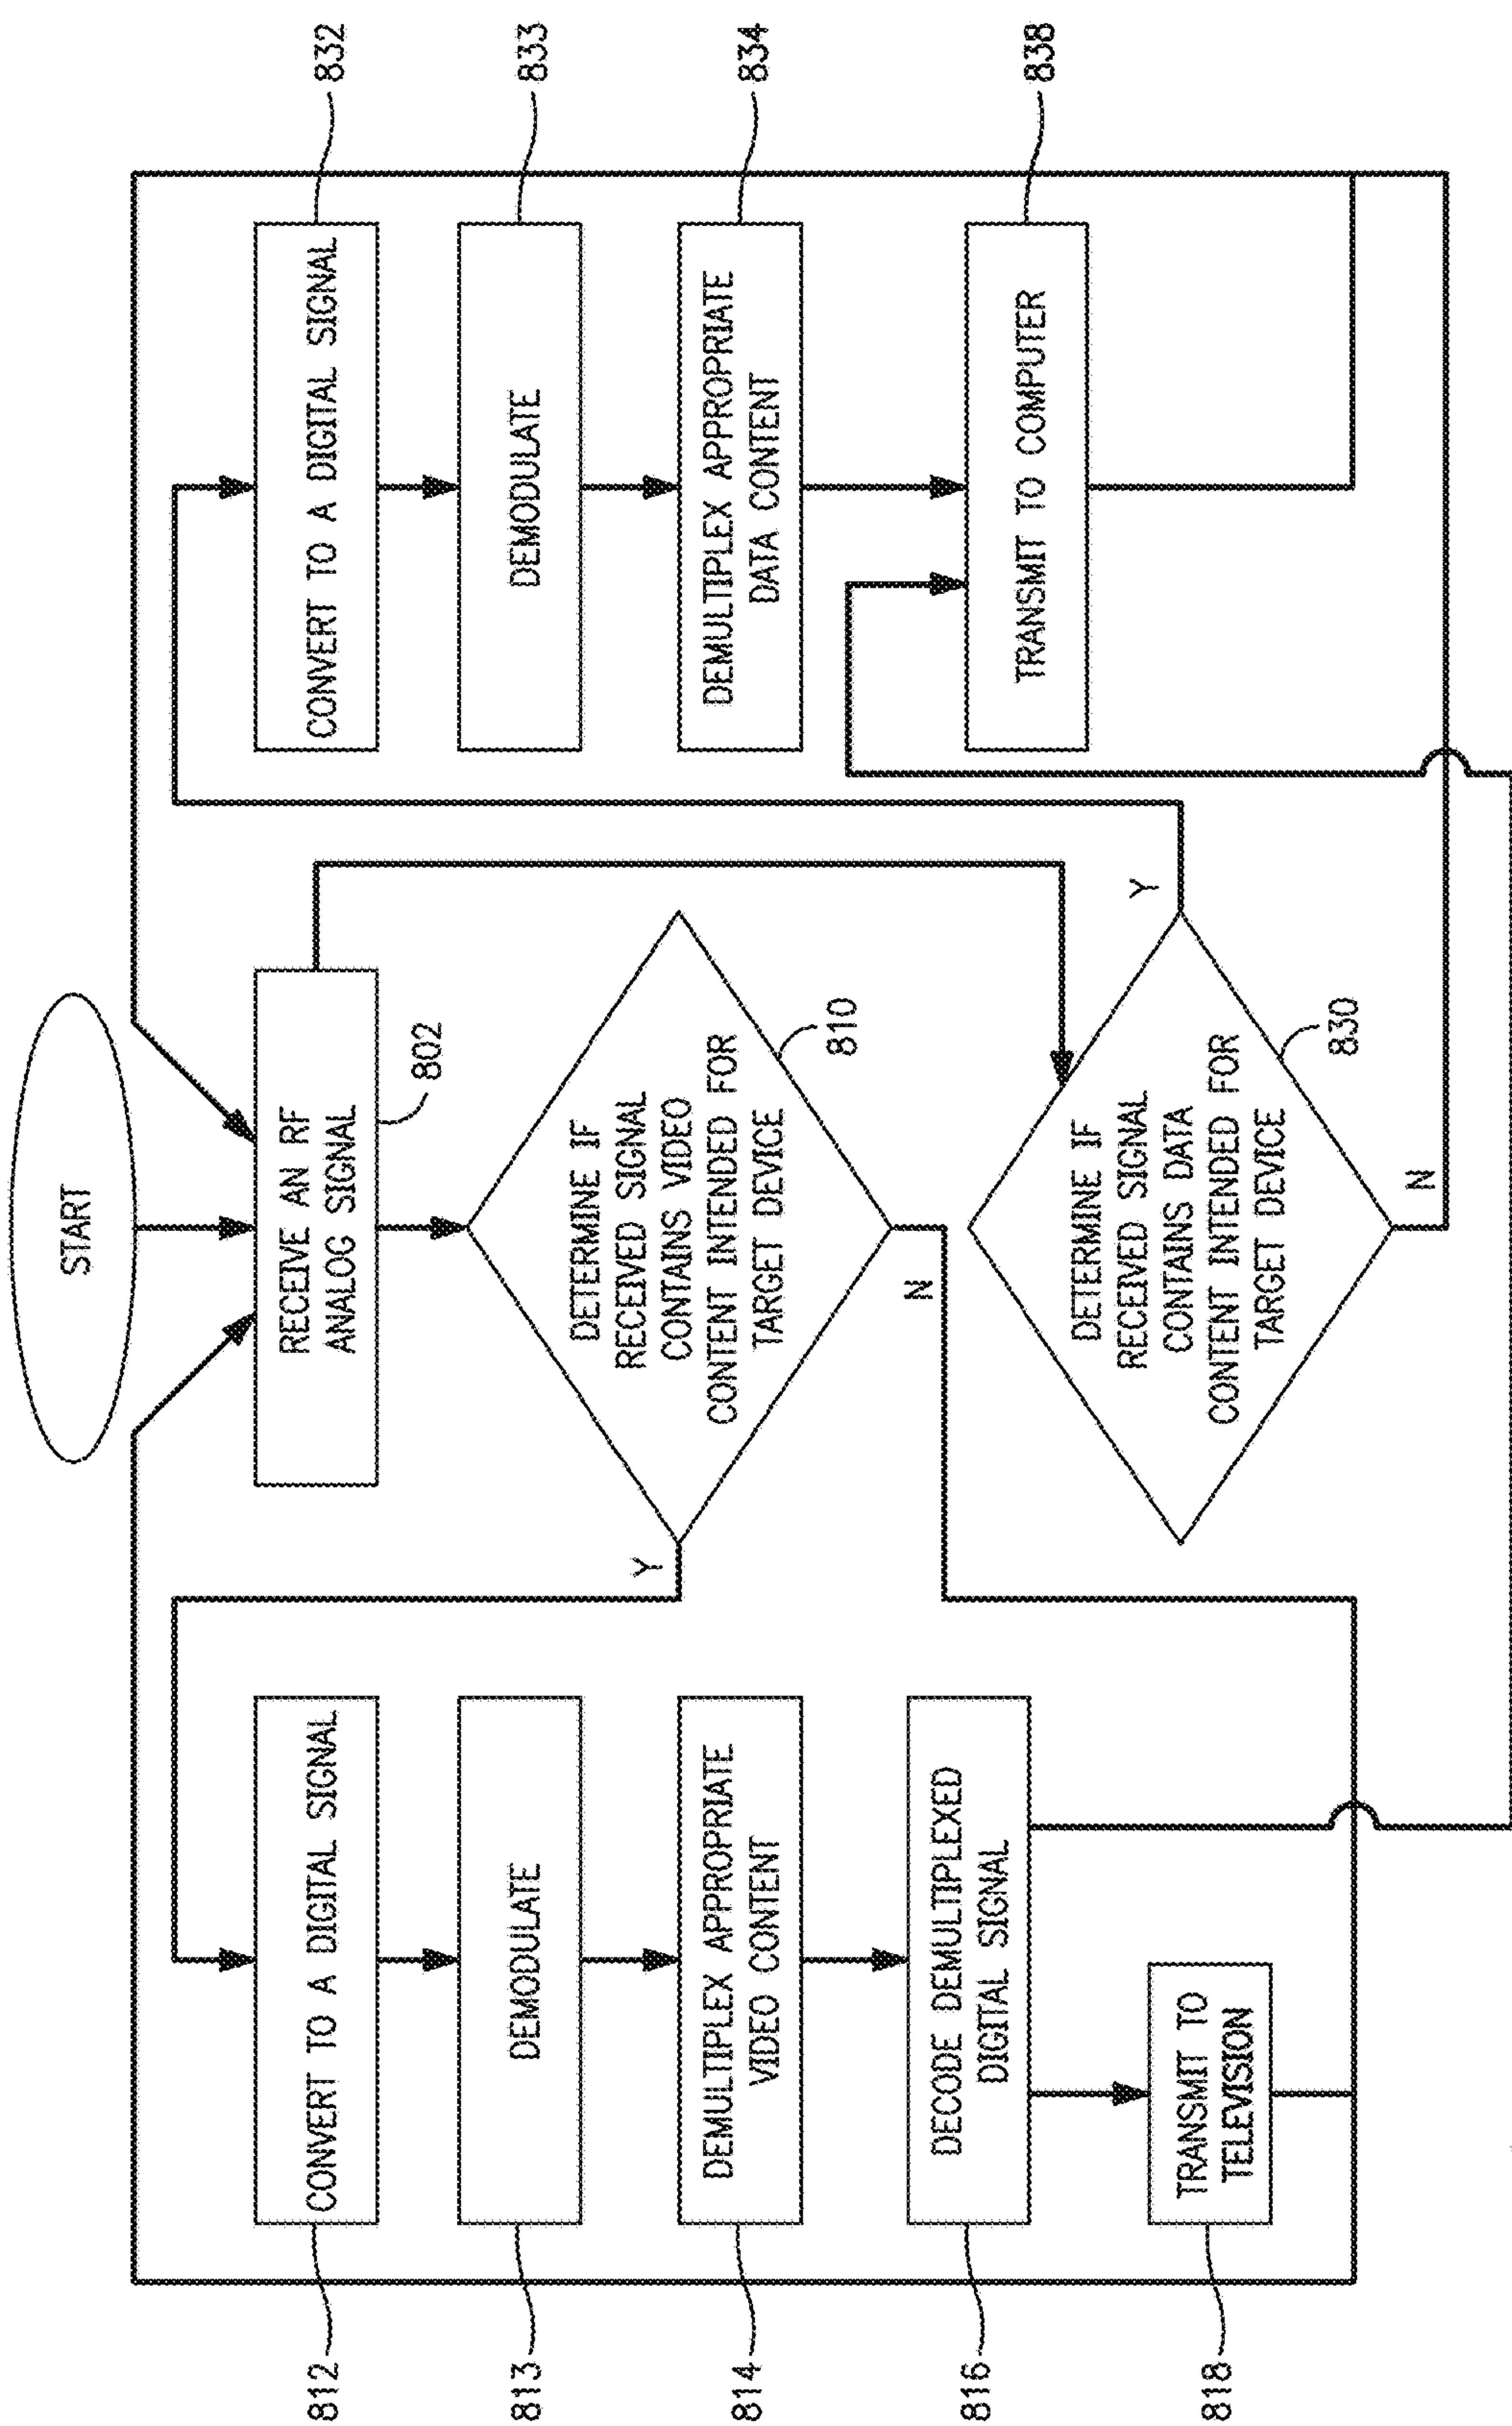 START
RECEIVE AN RF
ANALOG SIGNAL
802
DETERMINE IF
RECEIVED SIGNAL
CONTAINS VIDEO
CONTENT INTENDED FOR
TARGET DEVICE
810
Y
N
812
CONVERT TO A DIGITAL SIGNAL
813
DEMODULATE
814
DEMULTIPLEX APPROPRIATE
VIDEO CONTENT
816
DECODE DEMULTIPLEXED
DIGITAL SIGNAL
818
TRANSMIT TO
TELEVISION
DETERMINE IF
RECEIVED SIGNAL
CONTAINS DATA
CONTENT INTENDED FOR
TARGET DEVICE
830
Y
N
CONVERT TO A DIGITAL SIGNAL
832
DEMODULATE
833
DEMULTIPLEX APPROPRIATE
DATA CONTENT
834
TRANSMIT TO COMPUTER
838